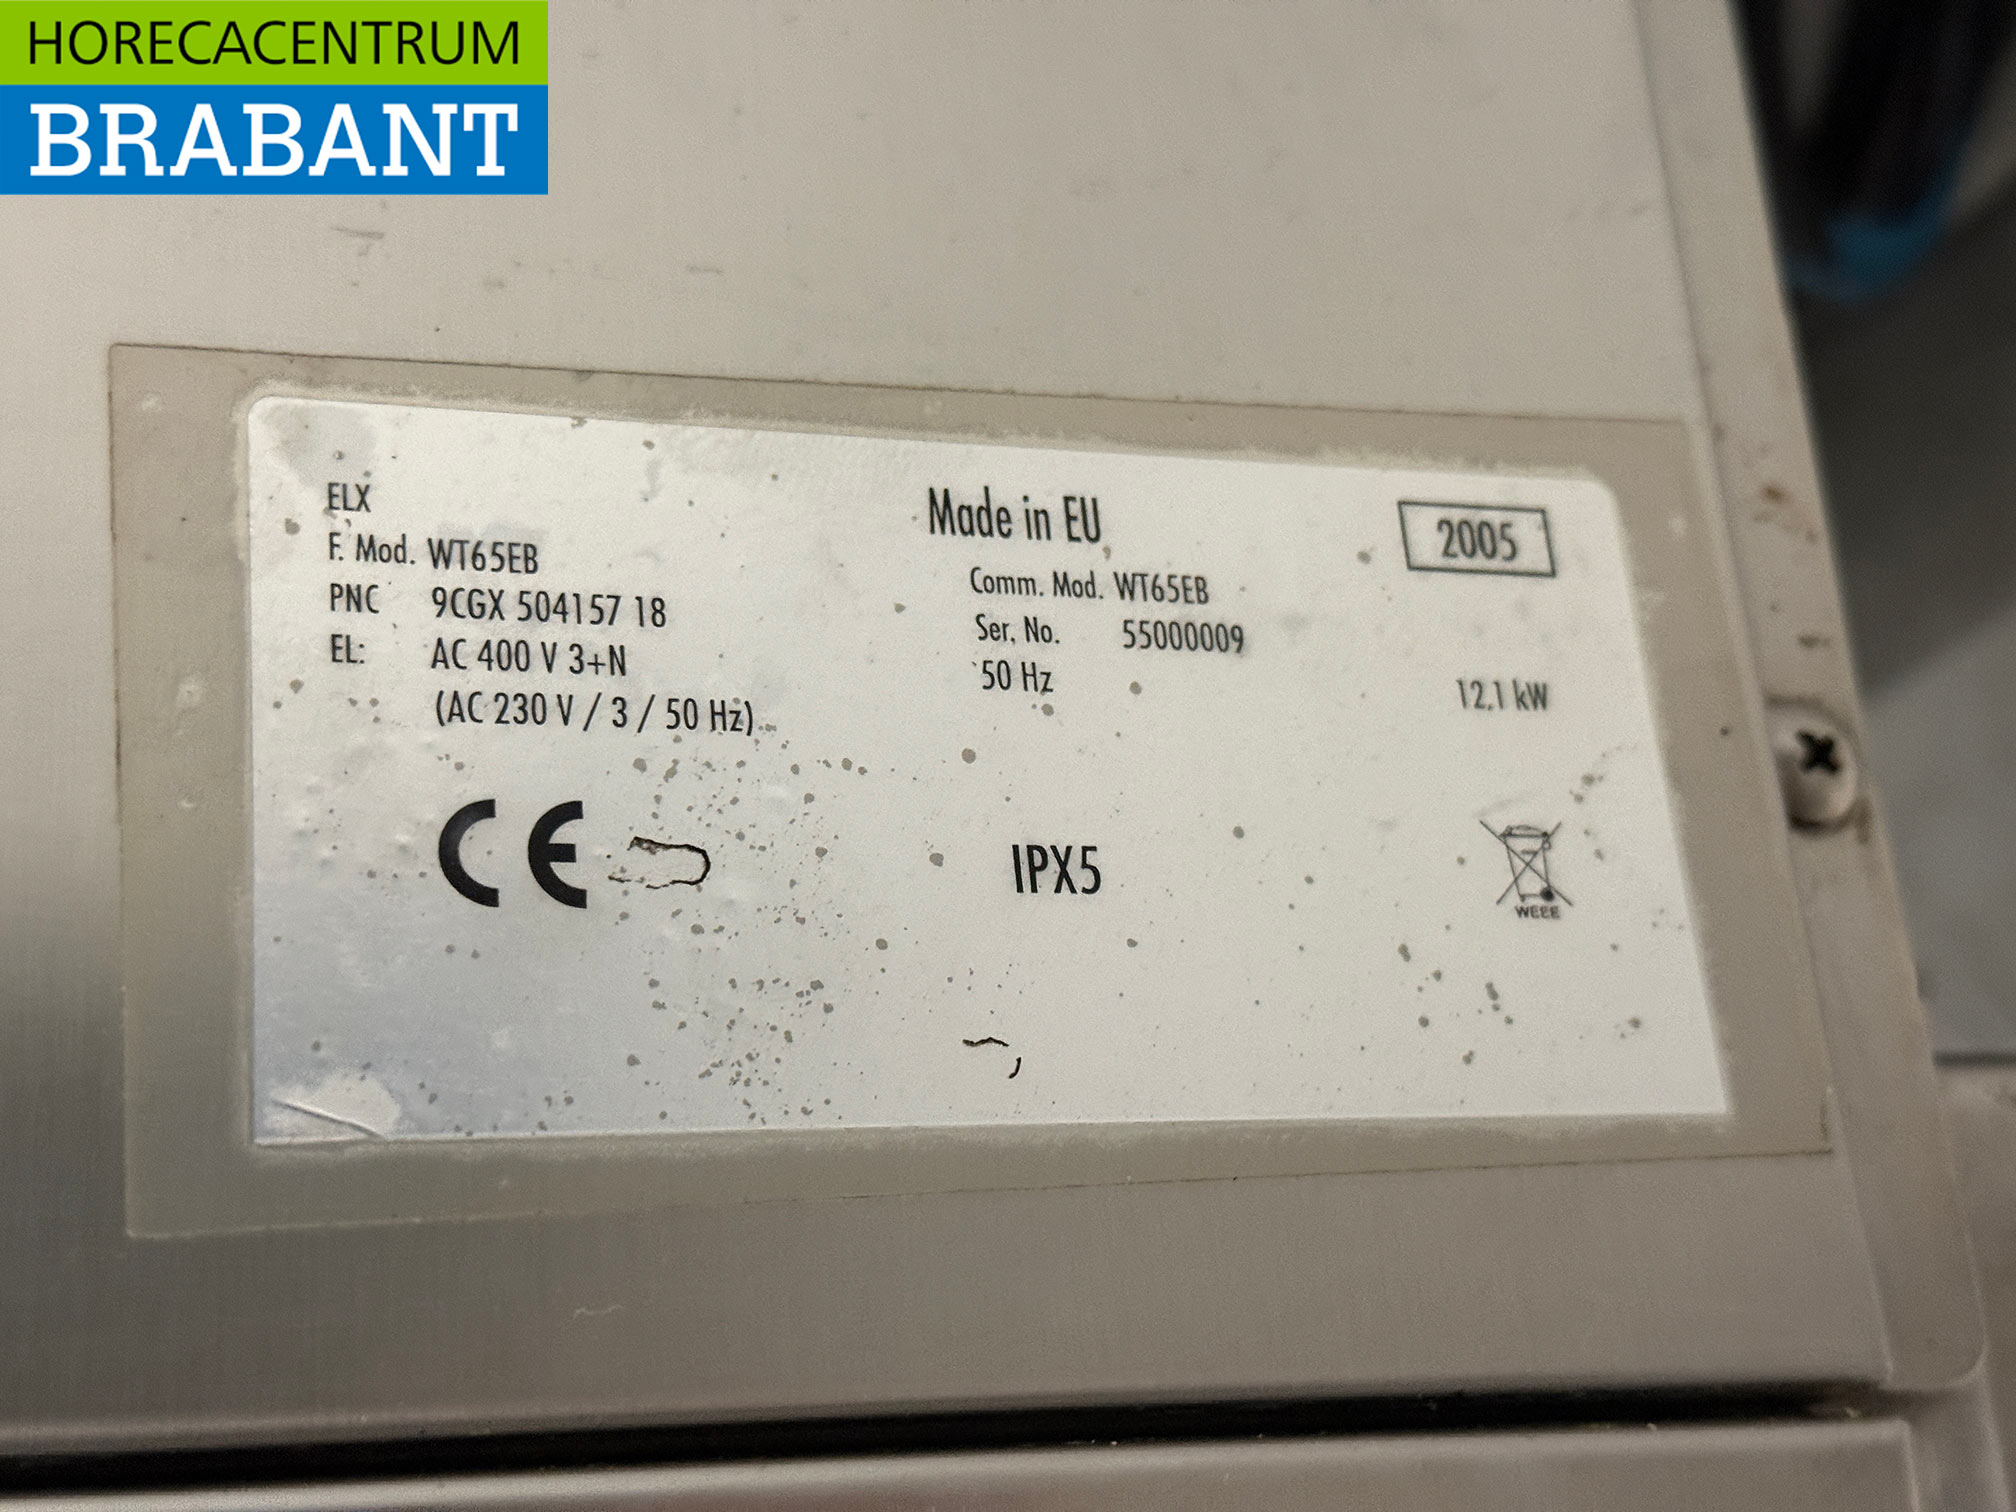 HORECACENTRUM
BRABANT
ELX
Made in EU
2005
F. Mod. WT65EB
Comm. Mod. WT65EB
PNC 9CGX 504157 18
Ser. No. 55000009
EL: AC 400 V 3+N
50 Hz
12.1 kW
(AC 230 V / 3 / 50 Hz)
CE
IPX5
WEEE